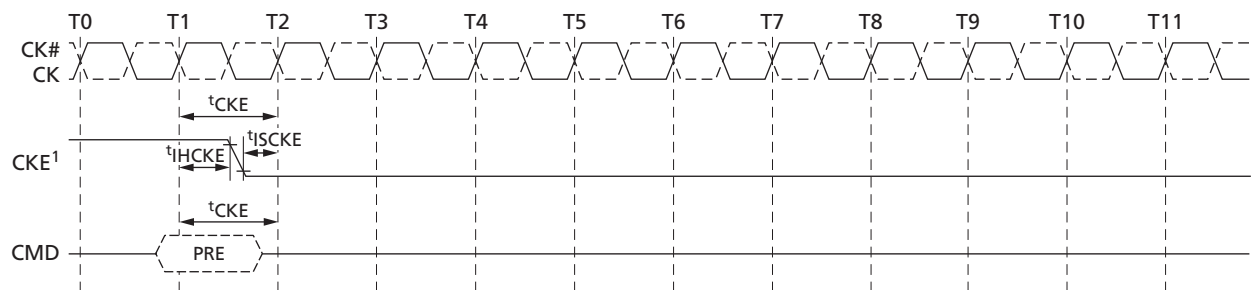 T0 T1 T2 T3 T4 T5 T6 T7 T8 T9 T10 T11
CK#
CK
tCKE
tISCKE
CKE1
tIHCKE
tCKE
CMD
PRE